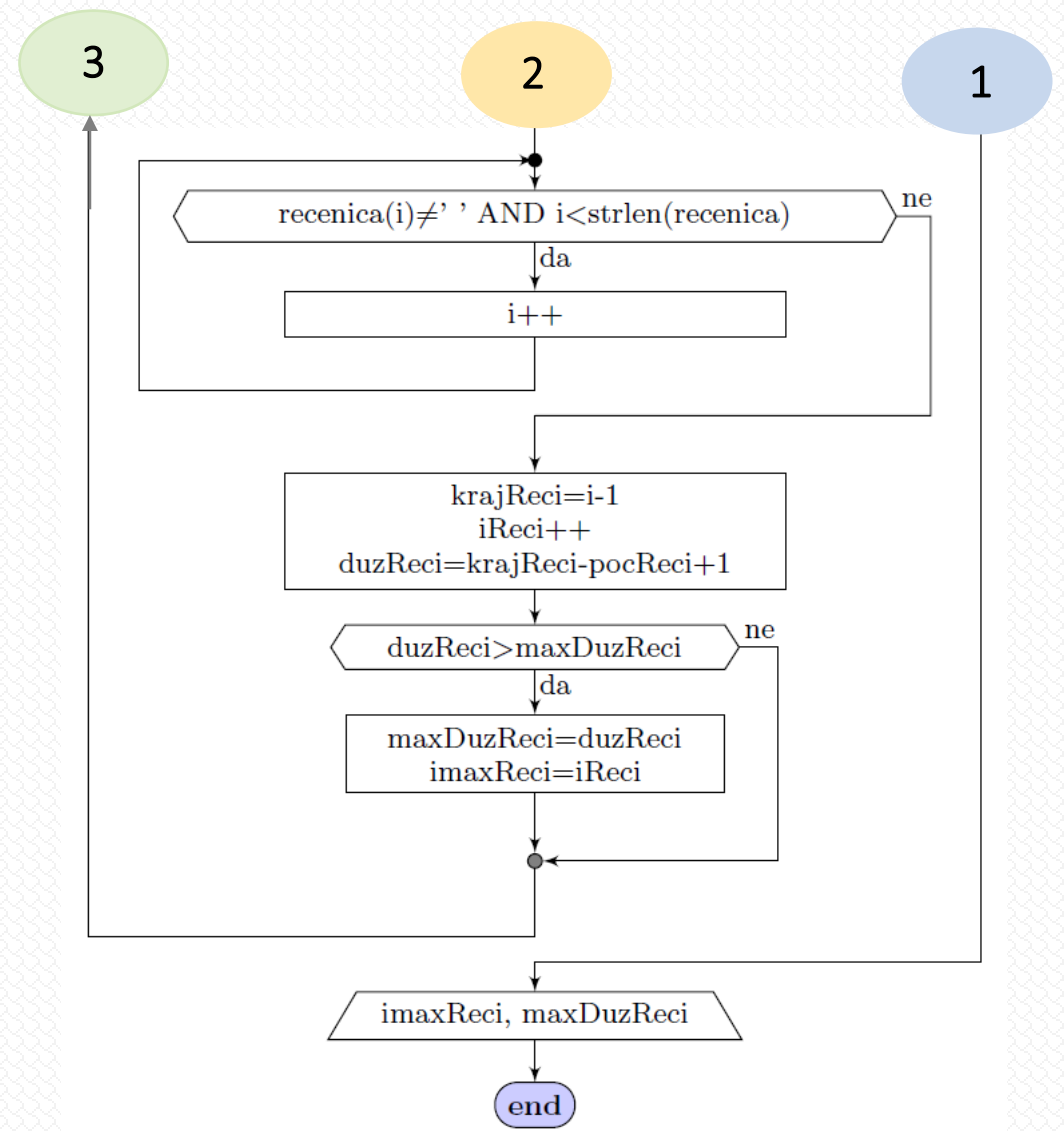 3
2
1
recenica(i)≠' ' AND i<strlen(recenica)
ne
da
i++
krajReci=i-1
iReci++
duzReci=krajReci-pocReci+1
duzReci>maxDuzReci
ne
da
maxDuzReci=duzReci
imaxReci=iReci
imaxReci, maxDuzReci
end